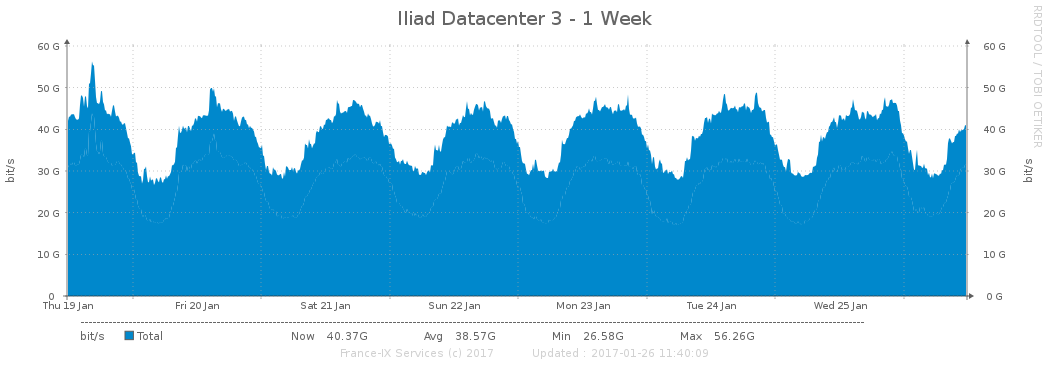 Iliad Datacenter 3 - 1 Week
RRDTOOL / TOBI OETIKER
60 G 60 G
50 G 50 G
40 G 40 G
30 G 30 G
20 G 20 G
10 G 10 G
0 0 G
bit/s
bit/s
Thu 19 Jan Fri 20 Jan Sat 21 Jan Sun 22 Jan Mon 23 Jan Tue 24 Jan Wed 25 Jan
bit/s Total Now 40.37G Avg 38.57G Min 26.58G Max 56.26G
France-IX Services (c) 2017 Updated : 2017-01-26 11:40:09